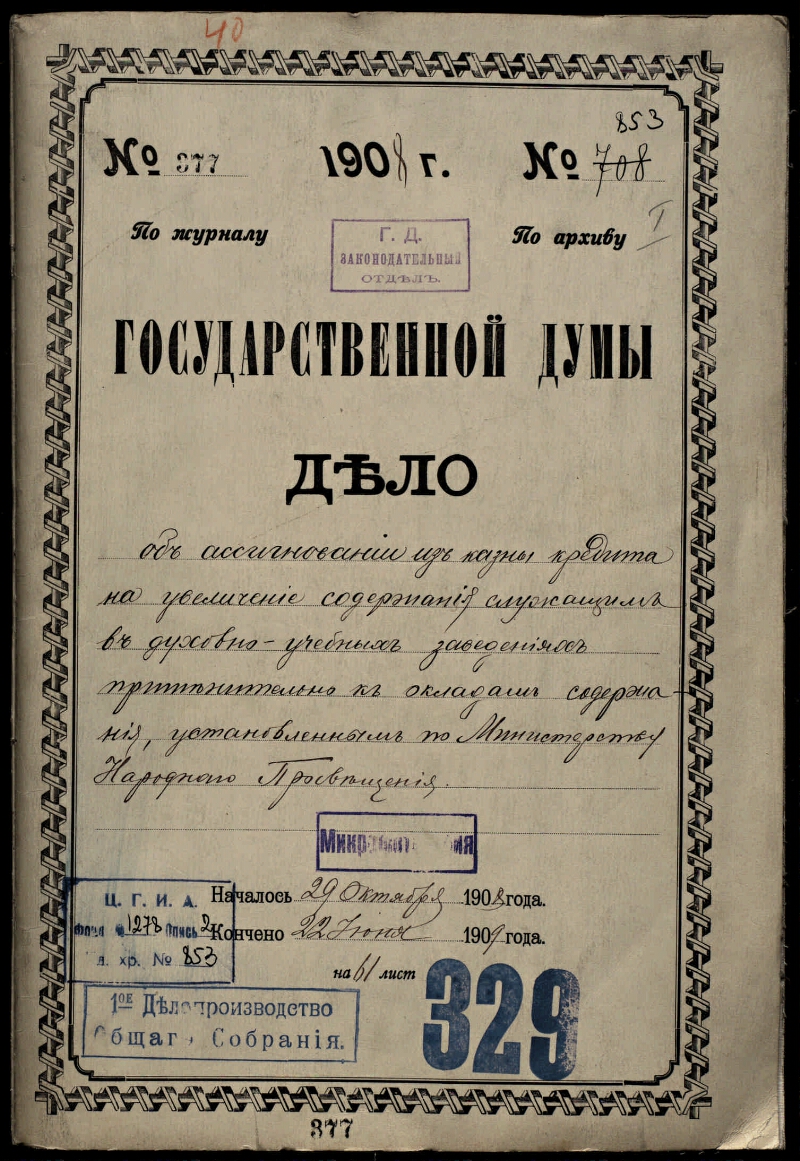 40
853
№ 377 1908 г. № 708
По журналу
По архиву I
Г. Д.
ЗАКОНОДАТЕЛЬНЫЙ
ОТДѢЛЪ.
ГОСУДАРСТВЕННОЙ ДУМЫ
ДѢЛО
объ ассигнованіи изъ казны кредита
на увеличеніе содержанія служащимъ
въ духовно-учебныхъ заведеніяхъ
примѣнительно къ окладамъ содержа-
нія, установленнымъ по Министерству
Народнаго Просвѣщенія.
Началось 29 Октября 1908 года.
Ц. Г. И. А.
Кончено 22 Іюня 1909 года.
Фонд № 1278 Опись 2
хр. № 853
на 61 лист
329
1ое Дѣлопроизводство
Общаг Собранія.
377